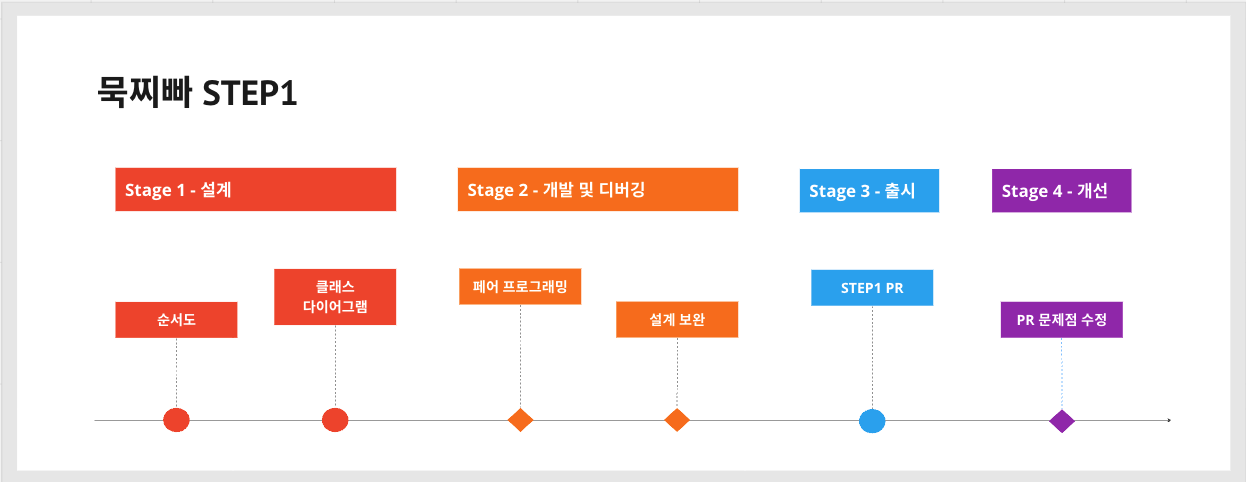 묵찌빠 STEP1
Stage 1 - 설계
Stage 2 - 개발 및 디버깅
Stage 3 - 출시
Stage 4 - 개선
순서도
클래스
다이어그램
페어 프로그래밍
설계 보완
STEP1 PR
PR 문제점 수정